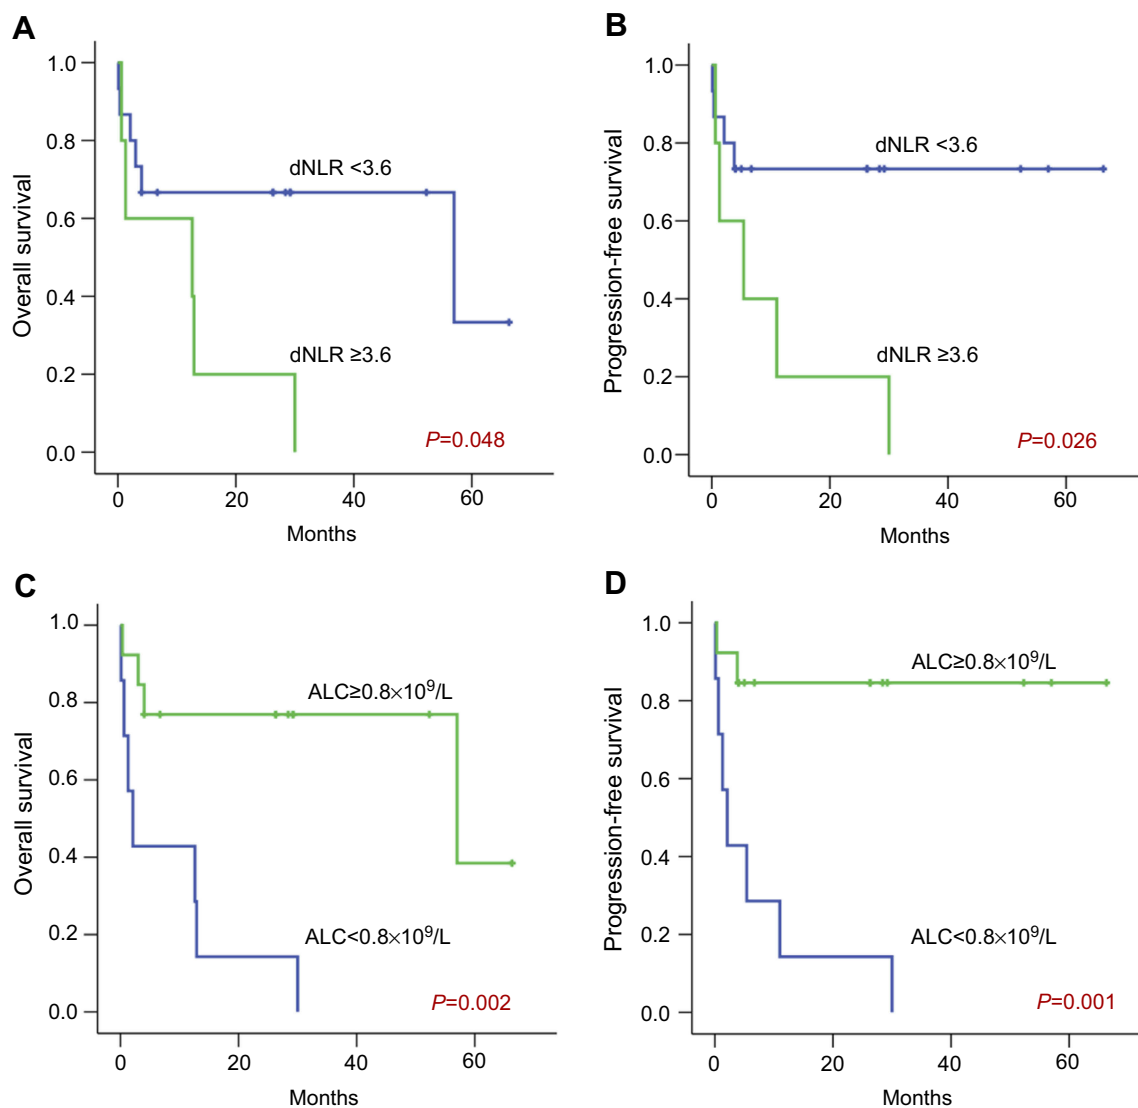 A
Overall survival
1.0
0.8
0.6
0.4
0.2
0.0
dNLR <3.6
dNLR ≥3.6
P=0.048
0 20 40 60
Months
B
Progression-free survival
1.0
0.8
0.6
0.4
0.2
0.0
dNLR <3.6
dNLR ≥3.6
P=0.026
0 20 40 60
Months
C
Overall survival
1.0
0.8
0.6
0.4
0.2
0.0
ALC≥0.8×10⁹/L
ALC<0.8×10⁹/L
P=0.002
0 20 40 60
Months
D
Progression-free survival
1.0
0.8
0.6
0.4
0.2
0.0
ALC≥0.8×10⁹/L
ALC<0.8×10⁹/L
P=0.001
0 20 40 60
Months